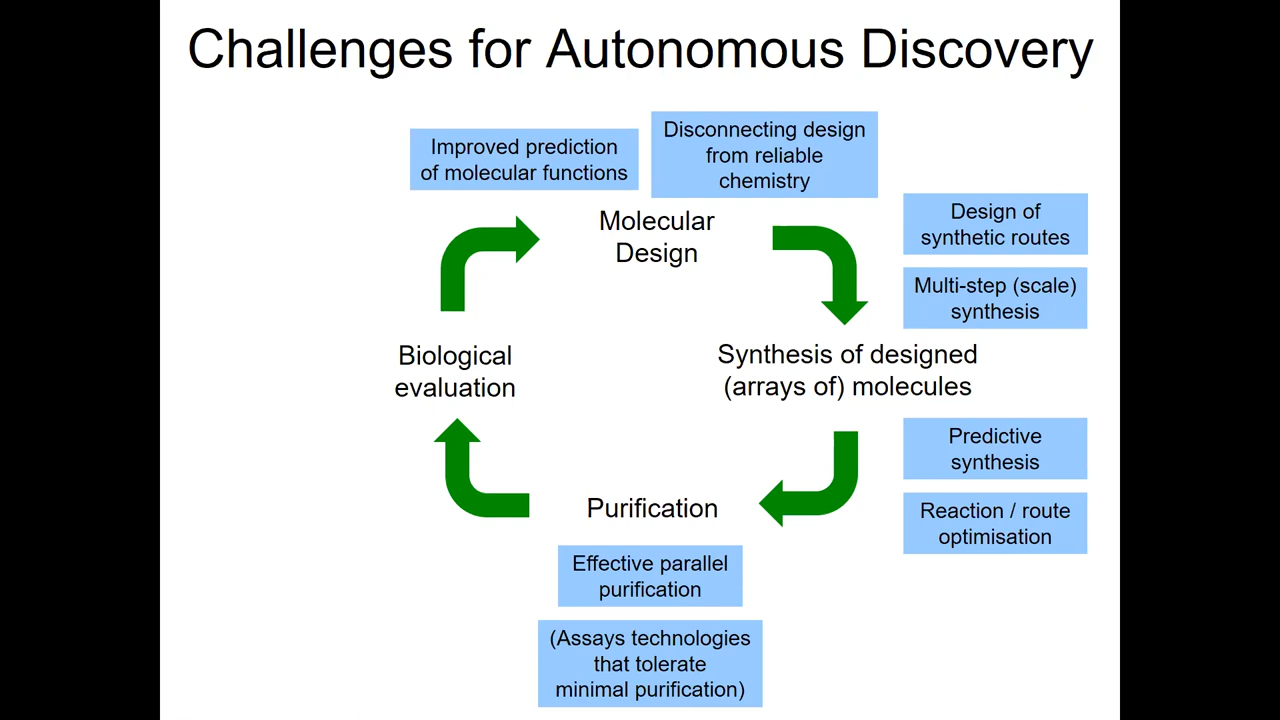 Challenges for Autonomous Discovery
Improved prediction
of molecular functions
Disconnecting design
from reliable
chemistry
Molecular
Design
Design of
synthetic routes
Multi-step (scale)
synthesis
Biological
evaluation
Synthesis of designed
(arrays of) molecules
Predictive
synthesis
Reaction / route
optimisation
Purification
Effective parallel
purification
(Assays technologies
that tolerate
minimal purification)